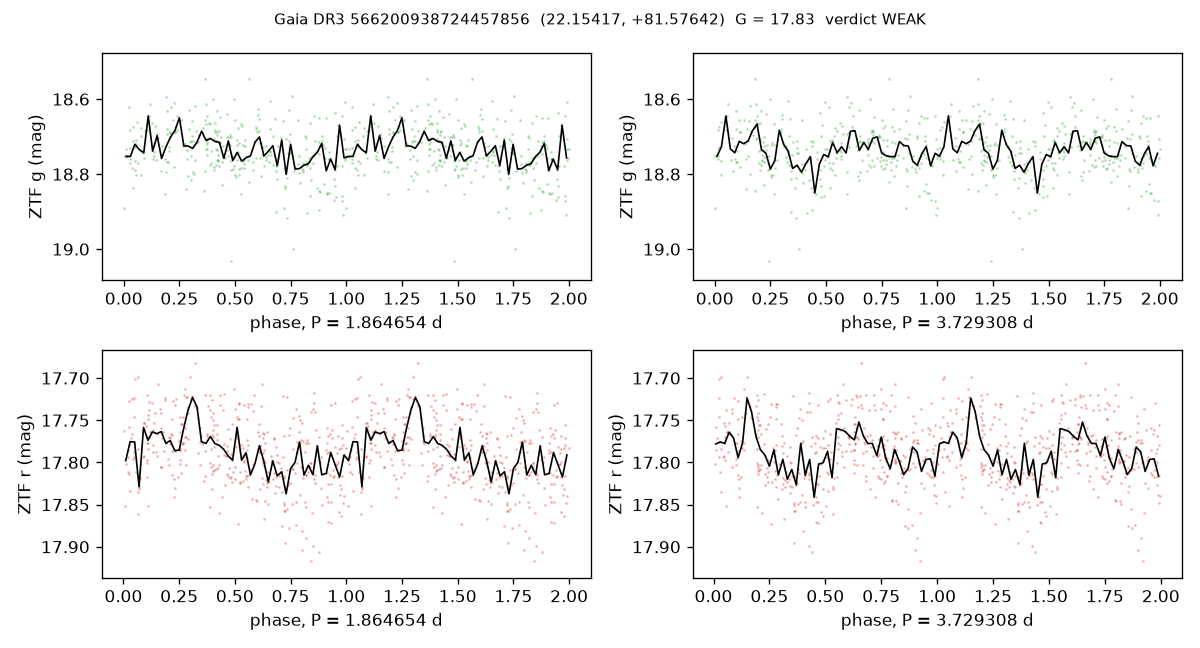 Gaia DR3 566200938724457856 (22.15417, +81.57642) G = 17.83 verdict WEAK
ZTF g (mag)
18.6
18.8
19.0
0.00 0.25 0.50 0.75 1.00 1.25 1.50 1.75 2.00
phase, P = 1.864654 d
ZTF g (mag)
18.6
18.8
19.0
0.00 0.25 0.50 0.75 1.00 1.25 1.50 1.75 2.00
phase, P = 3.729308 d
ZTF r (mag)
17.70
17.75
17.80
17.85
17.90
0.00 0.25 0.50 0.75 1.00 1.25 1.50 1.75 2.00
phase, P = 1.864654 d
ZTF r (mag)
17.70
17.75
17.80
17.85
17.90
0.00 0.25 0.50 0.75 1.00 1.25 1.50 1.75 2.00
phase, P = 3.729308 d